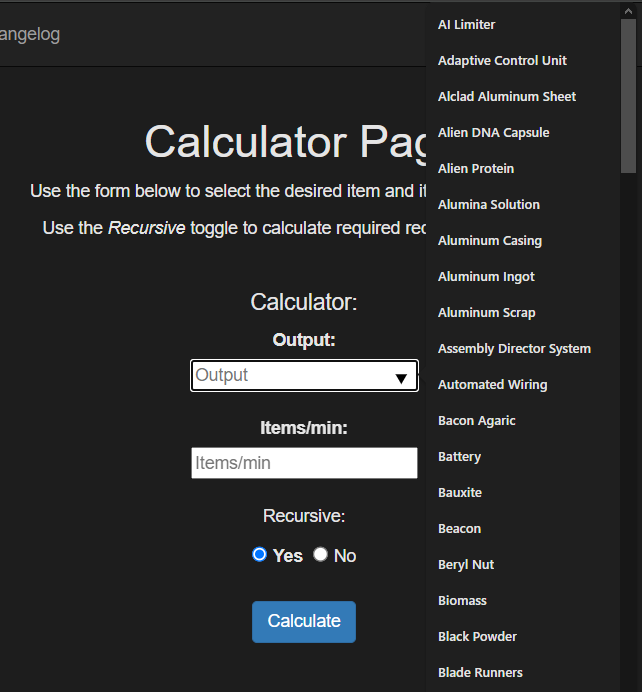 angelog
Calculator Pag
Use the form below to select the desired item and it
Use the Recursive toggle to calculate required rec
Calculator:
Output:
Output
Items/min:
Items/min
Recursive:
Yes No
Calculate
AI Limiter
Adaptive Control Unit
Alclad Aluminum Sheet
Alien DNA Capsule
Alien Protein
Alumina Solution
Aluminum Casing
Aluminum Ingot
Aluminum Scrap
Assembly Director System
Automated Wiring
Bacon Agaric
Battery
Bauxite
Beacon
Beryl Nut
Biomass
Black Powder
Blade Runners